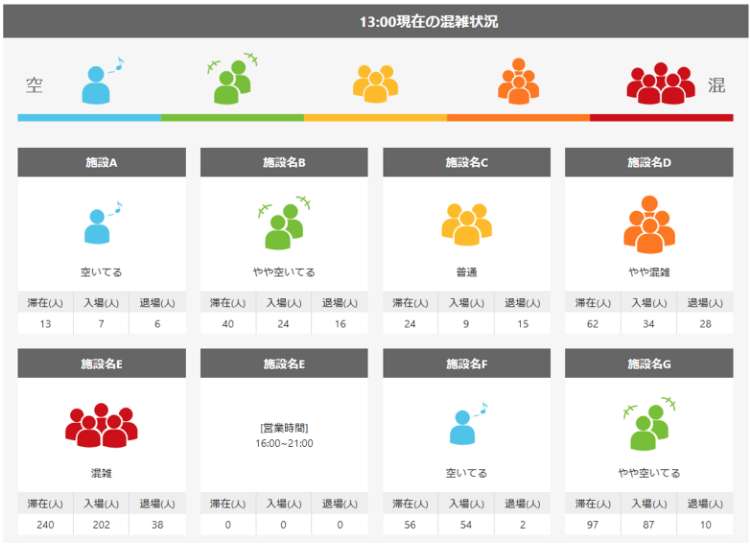 13:00現在の混雑状況
空 混
施設A 施設名B 施設名C 施設名D
空いてる やや空いてる 普通 やや混雑
滞在(人) 入場(人) 退場(人) 滞在(人) 入場(人) 退場(人) 滞在(人) 入場(人) 退場(人) 滞在(人) 入場(人) 退場(人)
13 7 6 40 24 16 24 9 15 62 34 28
施設名E 施設名E 施設名F 施設名G
[営業時間]
16:00~21:00
混雑 空いてる やや空いてる
滞在(人) 入場(人) 退場(人) 滞在(人) 入場(人) 退場(人) 滞在(人) 入場(人) 退場(人) 滞在(人) 入場(人) 退場(人)
240 202 38 0 0 0 56 54 2 97 87 10